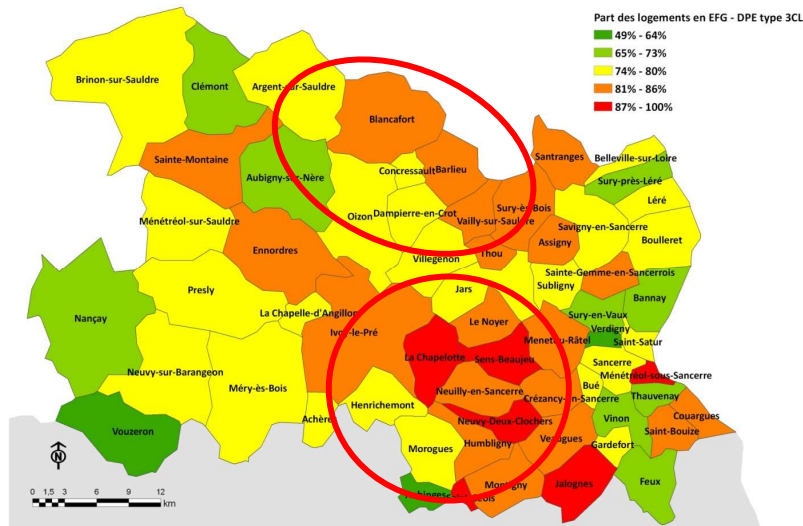 Part des logements en EFG - DPE type 3CL
49% - 64%
65% - 73%
74% - 80%
81% - 86%
87% - 100%
Brinon-sur-Sauldre
Clémont
Argent-sur-Sauldre
Blancafort
Sainte-Montaine
Aubigny-sur-Nère
Concressault
Barlieu
Santranges
Belleville-sur-Loire
Sury-près-Léré
Léré
Ménétréol-sur-Sauldre
Oizon
Dampierre-en-Crot
Vailly-sur-Sauldre
Sury-ès-Bois
Savigny-en-Sancerre
Assigny
Boulleret
Ennordres
Villegenon
Thou
Sainte-Gemme-en-Sancerrois
Subligny
Presly
Jars
Bannay
Nançay
La Chapelle-d'Angillon
Ivoy-le-Pré
Le Noyer
Sury-en-Vaux
Verdigny
Menetou-Râtel
Saint-Satur
La Chapelotte
Sens-Beaujeu
Sancerre
Neuvy-sur-Barangeon
Méry-ès-Bois
Ménétréol-sous-Sancerre
Neuilly-en-Sancerre
Bué
Crézancy-en-Sancerre
Thauvenay
Henrichemont
Achères
Neuvy-Deux-Clochers
Vinon
Couargues
Saint-Bouize
Vouzeron
Morogues
Humbligny
Veaugues
Gardefort
Montigny
Jalognes
Feux
N
0 1,5 3 6 9 12
km